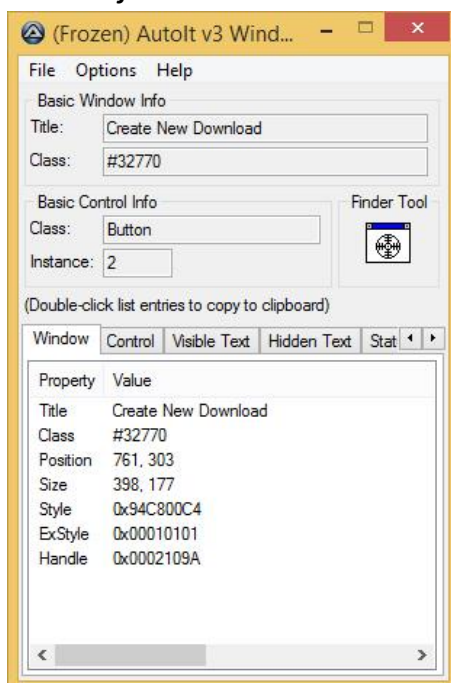 (Frozen) AutoIt v3 Wind...
File Options Help
Basic Window Info
Title: Create New Download
Class: #32770
Basic Control Info
Finder Tool
Class: Button
Instance: 2
(Double-click list entries to copy to clipboard)
Window Control Visible Text Hidden Text Stat
Property Value
Title Create New Download
Class #32770
Position 761, 303
Size 398, 177
Style 0x94C800C4
ExStyle 0x00010101
Handle 0x0002109A